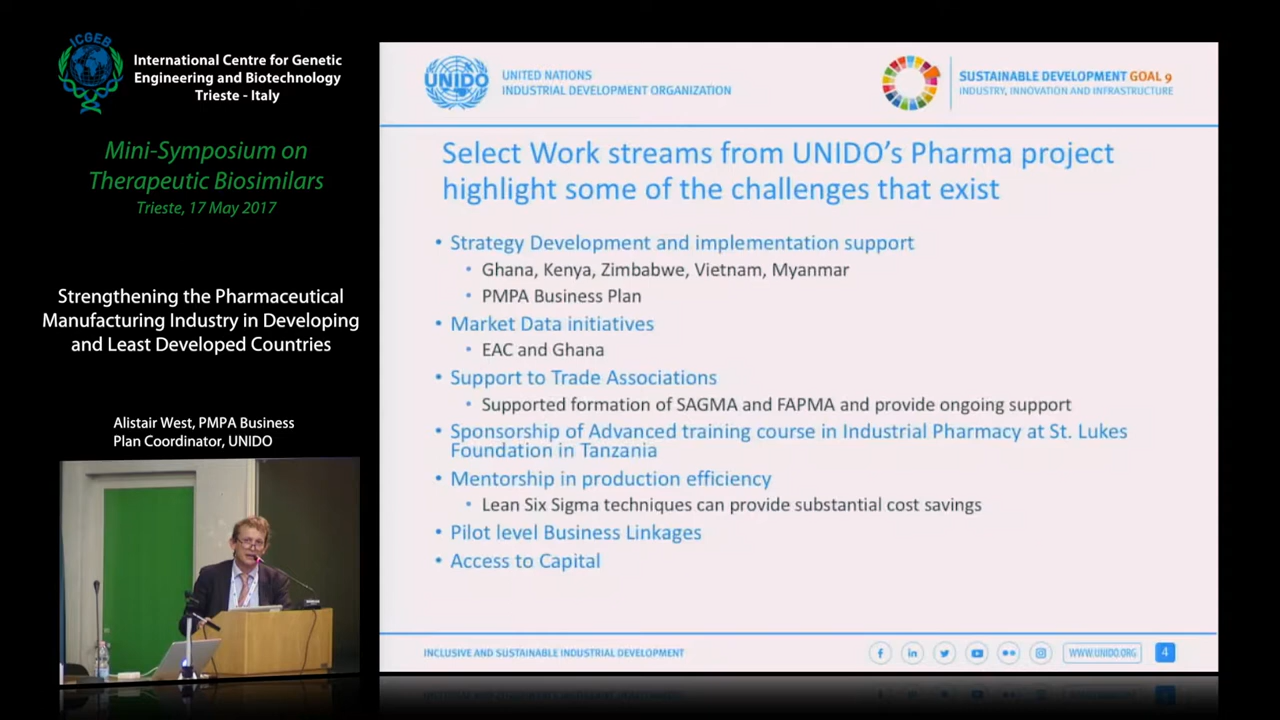 ICGEB
International Centre for Genetic
Engineering and Biotechnology
Trieste - Italy
Mini-Symposium on
Therapeutic Biosimilars
Trieste, 17 May 2017
Strengthening the Pharmaceutical
Manufacturing Industry in Developing
and Least Developed Countries
Alistair West, PMPA Business
Plan Coordinator, UNIDO
UNIDO
UNITED NATIONS
INDUSTRIAL DEVELOPMENT ORGANIZATION
SUSTAINABLE DEVELOPMENT GOAL 9
INDUSTRY, INNOVATION AND INFRASTRUCTURE
Select Work streams from UNIDO's Pharma project
highlight some of the challenges that exist
• Strategy Development and implementation support
• Ghana, Kenya, Zimbabwe, Vietnam, Myanmar
• PMPA Business Plan
• Market Data initiatives
• EAC and Ghana
• Support to Trade Associations
• Supported formation of SAGMA and FAPMA and provide ongoing support
• Sponsorship of Advanced training course in Industrial Pharmacy at St. Lukes
Foundation in Tanzania
• Mentorship in production efficiency
• Lean Six Sigma techniques can provide substantial cost savings
• Pilot level Business Linkages
• Access to Capital
INCLUSIVE AND SUSTAINABLE INDUSTRIAL DEVELOPMENT
WWW.UNIDO.ORG
4